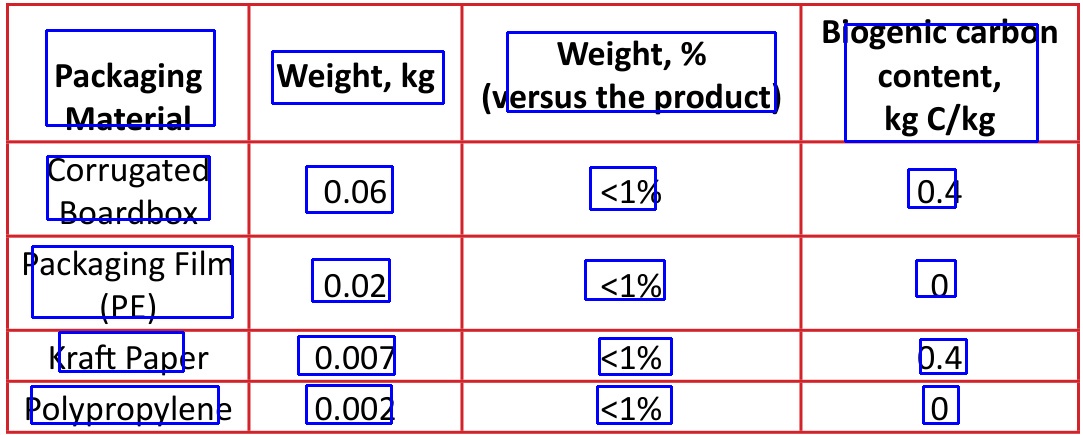 Packaging
Material
Weight, kg
Weight, %
(versus the product)
Biogenic carbon
content,
kg C/kg
Corrugated
Boardbox
0.06
<1%
0.4
Packaging Film
(PE)
0.02
<1%
0
Kraft Paper
0.007
<1%
0.4
Polypropylene
0.002
<1%
0